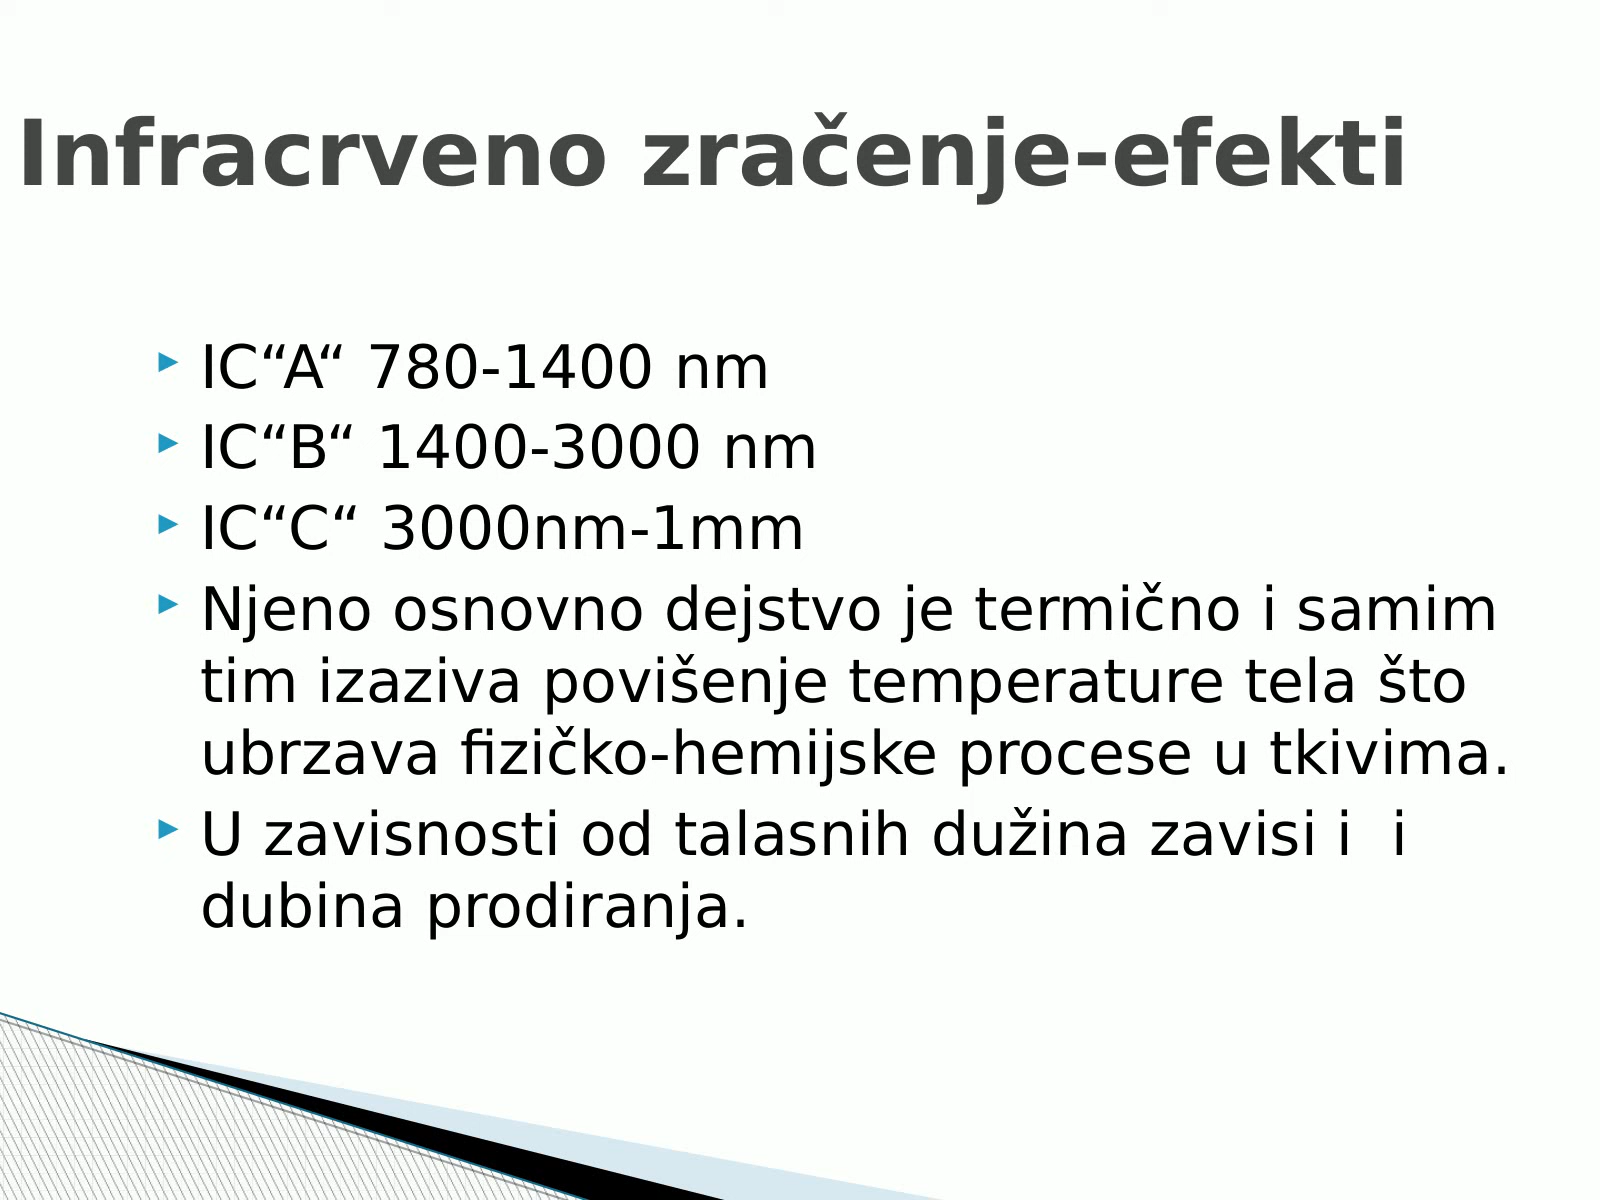 Infracrveno zračenje-efekti
IC“A“ 780-1400 nm
IC“B“ 1400-3000 nm
IC“C“ 3000nm-1mm
Njeno osnovno dejstvo je termično i samim
tim izaziva povišenje temperature tela što
ubrzava fizičko-hemijske procese u tkivima.
U zavisnosti od talasnih dužina zavisi i  i
dubina prodiranja.